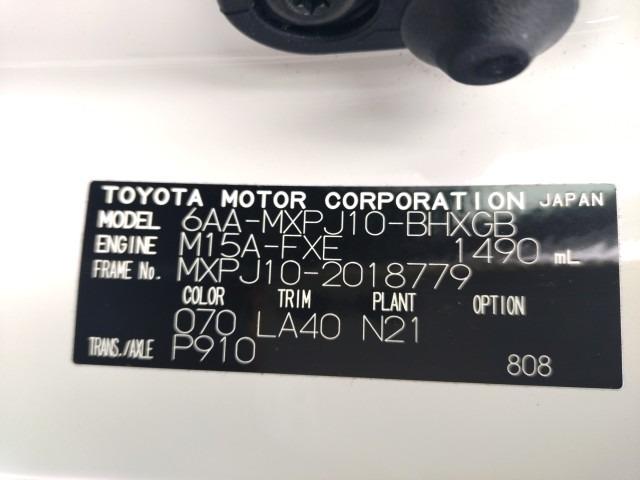 TOYOTA MOTOR CORPORATION JAPAN
MODEL 6AA-MXPJ10-BHXGB
ENGINE M15A-FXE 1490 mL
FRAME No. MXPJ10-2018779
COLOR TRIM PLANT OPTION
070 LA40 N21
TRANS./AXLE P910
808